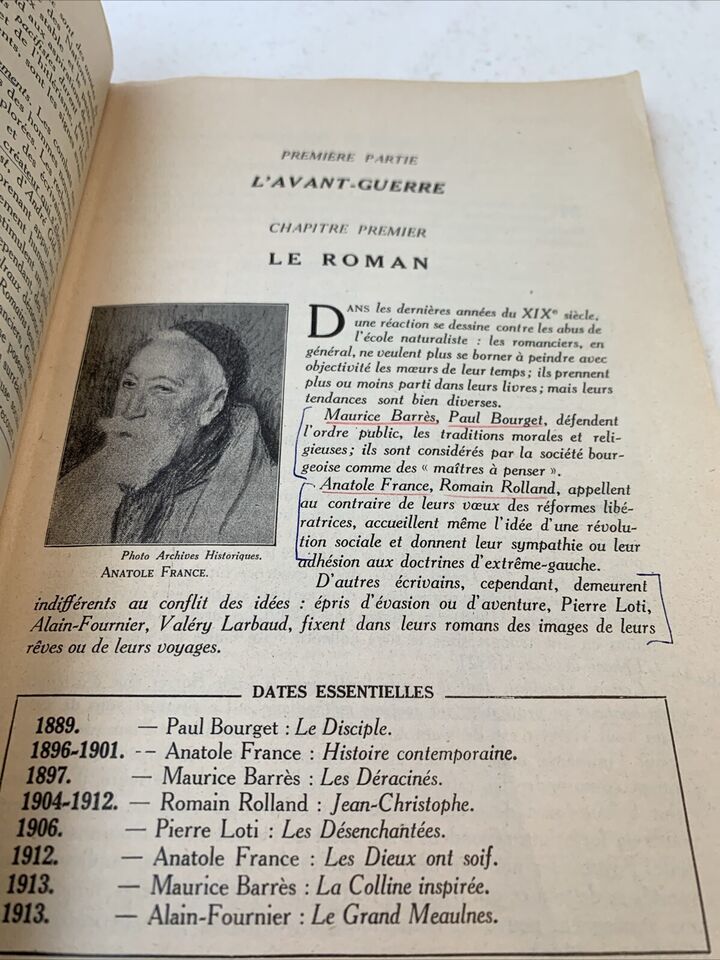 PREMIÈRE PARTIE
L'AVANT-GUERRE
CHAPITRE PREMIER
LE ROMAN
DANS les dernières années du XIXe siècle,
une réaction se dessine contre les abus de
l'école naturaliste : les romanciers, en
général, ne veulent plus se borner à peindre avec
objectivité les mœurs de leur temps; ils prennent
plus ou moins parti dans leurs livres; mais leurs
tendances sont bien diverses.
Maurice Barrès, Paul Bourget, défendent
l'ordre public, les traditions morales et reli-
gieuses; ils sont considérés par la société bour-
geoise comme des « maîtres à penser ».
Anatole France, Romain Rolland, appellent
au contraire de leurs vœux des réformes libé-
ratrices, accueillent même l'idée d'une révolu-
tion sociale et donnent leur sympathie ou leur
adhésion aux doctrines d'extrême-gauche.
Photo Archives Historiques.
ANATOLE FRANCE.
D'autres écrivains, cependant, demeurent
indifférents au conflit des idées : épris d'évasion ou d'aventure, Pierre Loti,
Alain-Fournier, Valéry Larbaud, fixent dans leurs romans des images de leurs
rêves ou de leurs voyages.
DATES ESSENTIELLES
1889. — Paul Bourget : Le Disciple.
1896-1901. -- Anatole France : Histoire contemporaine.
1897. — Maurice Barrès : Les Déracinés.
1904-1912. — Romain Rolland : Jean-Christophe.
1906. — Pierre Loti : Les Désenchantées.
1912. — Anatole France : Les Dieux ont soif.
1913. — Maurice Barrès : La Colline inspirée.
1913. — Alain-Fournier : Le Grand Meaulnes.